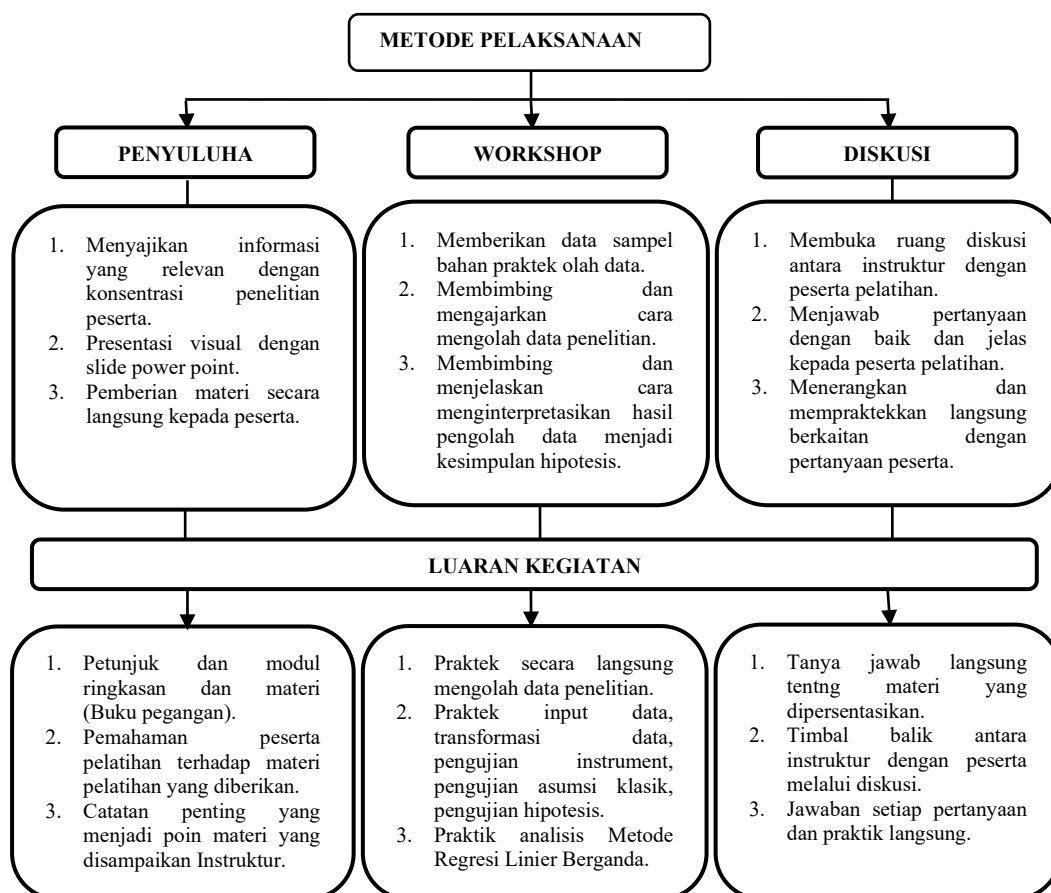 METODE PELAKSANAAN
PENYULUHA
WORKSHOP
DISKUSI
1. Menyajikan informasi
yang relevan dengan
konsentrasi penelitian
peserta.
2. Presentasi visual dengan
slide power point.
3. Pemberian materi secara
langsung kepada peserta.
1. Memberikan data sampel
bahan praktek olah data.
2. Membimbing dan
mengajarkan cara
mengolah data penelitian.
3. Membimbing dan
menjelaskan cara
menginterpretasikan hasil
pengolah data menjadi
kesimpulan hipotesis.
1. Membuka ruang diskusi
antara instruktur dengan
peserta pelatihan.
2. Menjawab pertanyaan
dengan baik dan jelas
kepada peserta pelatihan.
3. Menerangkan dan
mempraktekkan langsung
berkaitan dengan
pertanyaan peserta.
LUARAN KEGIATAN
1. Petunjuk dan modul
ringkasan dan materi
(Buku pegangan).
2. Pemahaman peserta
pelatihan terhadap materi
pelatihan yang diberikan.
3. Catatan penting yang
menjadi poin materi yang
disampaikan Instruktur.
1. Praktek secara langsung
mengolah data penelitian.
2. Praktek input data,
transformasi data,
pengujian instrument,
pengujian asumsi klasik,
pengujian hipotesis.
3. Praktik analisis Metode
Regresi Linier Berganda.
1. Tanya jawab langsung
tentng materi yang
dipersentasikan.
2. Timbal balik antara
instruktur dengan peserta
melalui diskusi.
3. Jawaban setiap pertanyaan
dan praktik langsung.